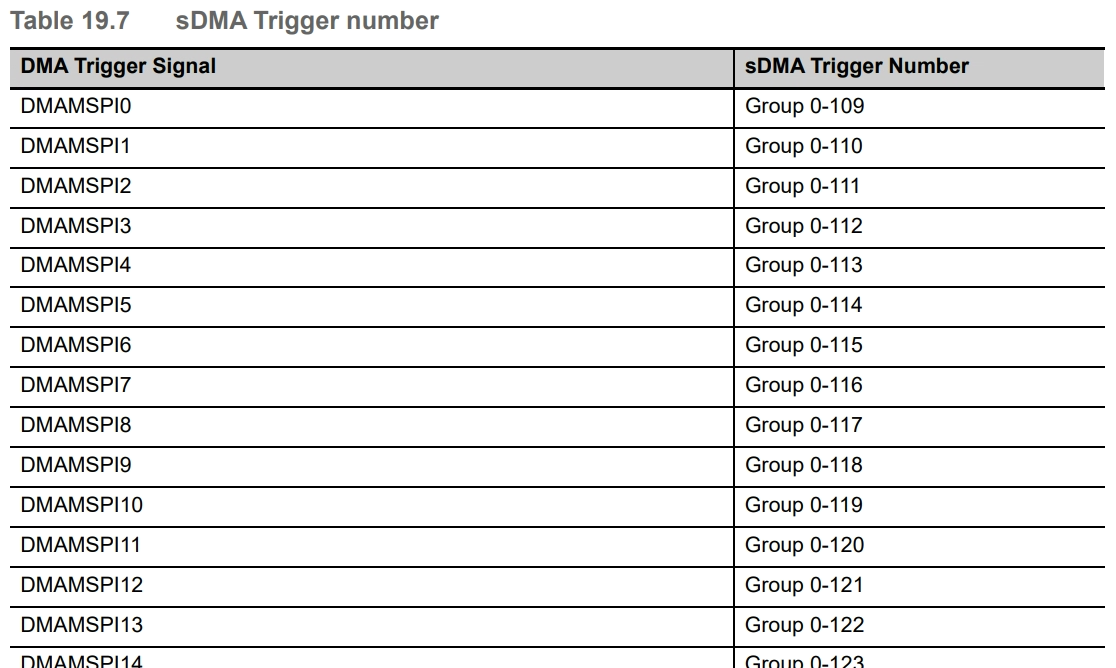 Table 19.7 sDMA Trigger number
DMA Trigger Signal sDMA Trigger Number
DMAMSPI0 Group 0-109
DMAMSPI1 Group 0-110
DMAMSPI2 Group 0-111
DMAMSPI3 Group 0-112
DMAMSPI4 Group 0-113
DMAMSPI5 Group 0-114
DMAMSPI6 Group 0-115
DMAMSPI7 Group 0-116
DMAMSPI8 Group 0-117
DMAMSPI9 Group 0-118
DMAMSPI10 Group 0-119
DMAMSPI11 Group 0-120
DMAMSPI12 Group 0-121
DMAMSPI13 Group 0-122
DMAMSPI14 Group 0-123